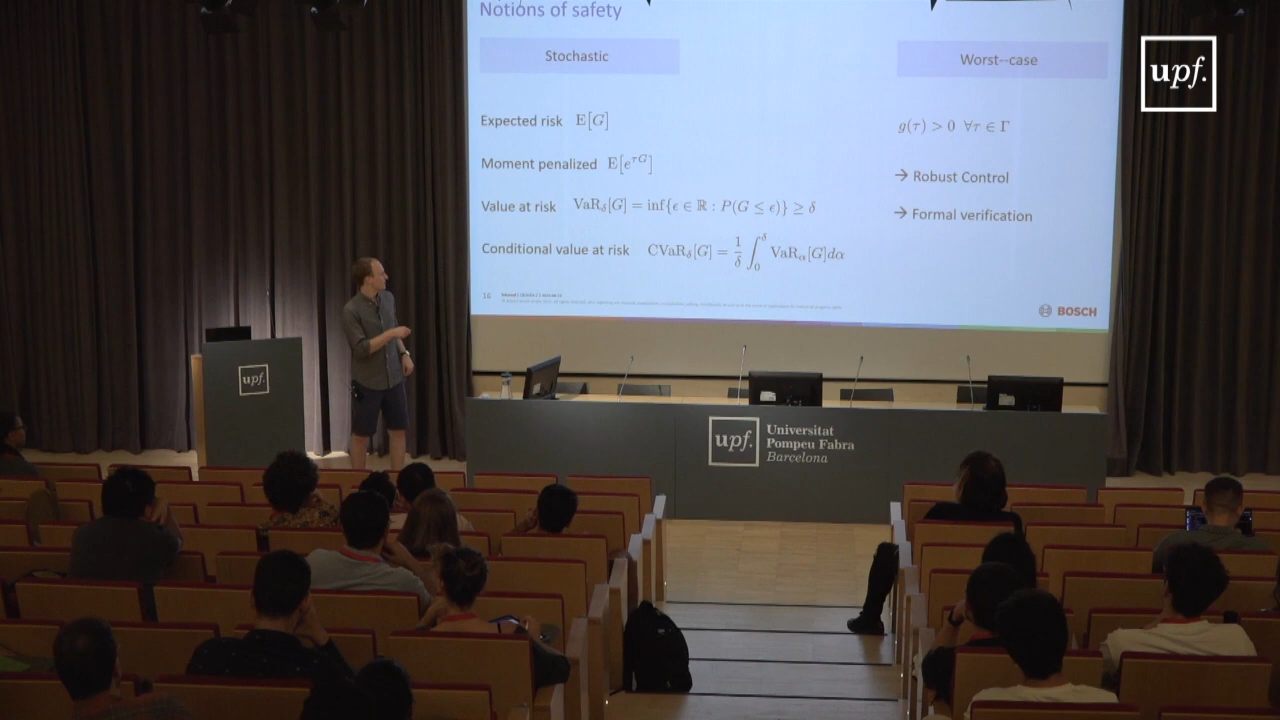 Notions of safety
Stochastic
Worst--case
Expected risk E[G]
g(τ) > 0 ∀τ ∈ Γ
Moment penalized E[e^{τG}]
→ Robust Control
Value at risk VaR_δ[G] = inf{ϵ ∈ ℝ : P(G ≤ ϵ)} ≥ δ
→ Formal verification
Conditional value at risk CVaR_δ[G] = \frac{1}{δ} ∫_0^δ VaR_α[G]dα
16
BOSCH
upf.
upf.
upf.
Universitat
Pompeu Fabra
Barcelona